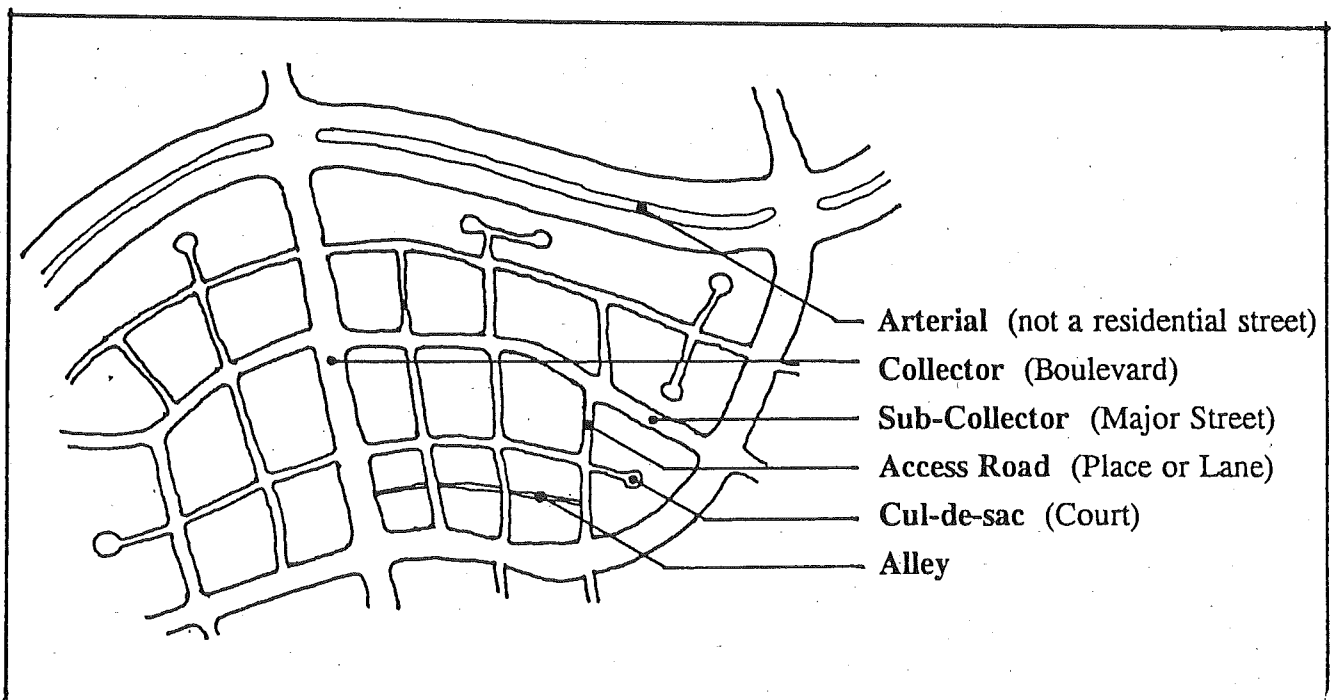 Arterial (not a residential street)
Collector (Boulevard)
Sub-Collector (Major Street)
Access Road (Place or Lane)
Cul-de-sac (Court)
Alley